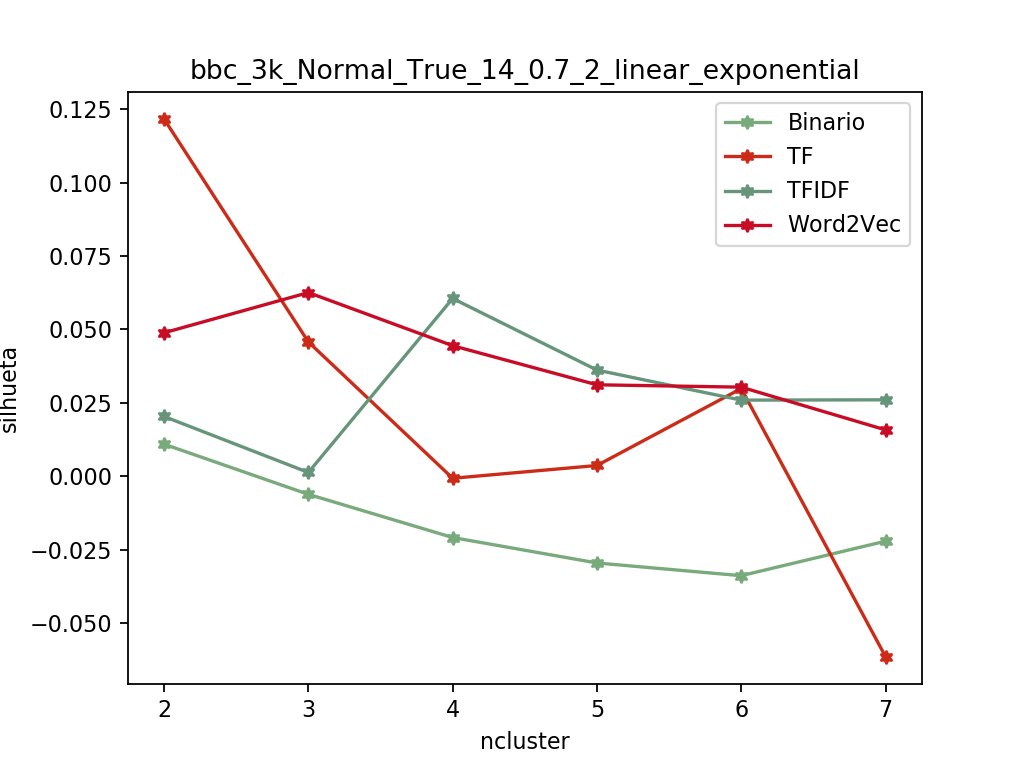 bbc_3k_Normal_True_14_0.7_2_linear_exponential
0.125
0.100
0.075
0.050
0.025
0.000
−0.025
−0.050
silhueta
Binario
TF
TFIDF
Word2Vec
2 3 4 5 6 7
ncluster